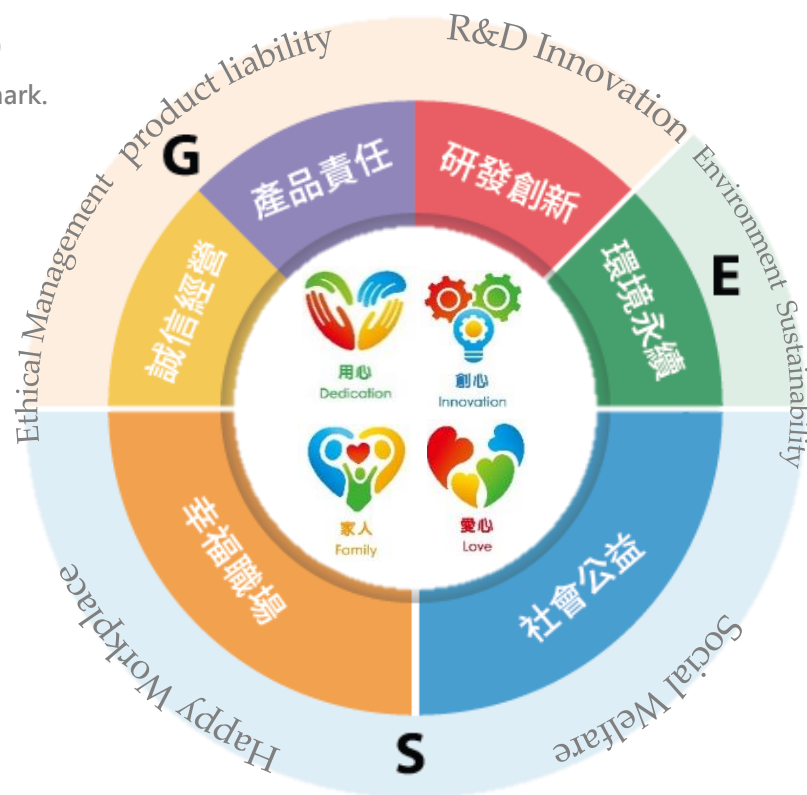 ark.
product liability
R&D Innovation
Ethical Management
Environment Sustainability
Happy Workplace
Social Welfare
G
E
S
產品責任
研發創新
誠信經營
環境永續
幸福職場
社會公益
用心
Dedication
創心
Innovation
家人
Family
愛心
Love